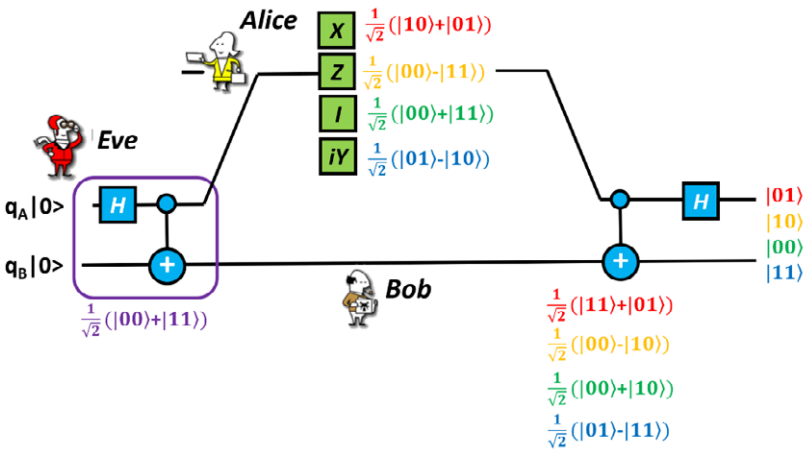 Alice
X
1/√2 (|10⟩+|01⟩)
Z
1/√2 (|00⟩-|11⟩)
I
1/√2 (|00⟩+|11⟩)
iY
1/√2 (|01⟩-|10⟩)
Eve
qA|0>
H
H
|01⟩
|10⟩
|00⟩
|11⟩
qB|0>
+
+
Bob
1/√2 (|00⟩+|11⟩)
1/√2 (|11⟩+|01⟩)
1/√2 (|00⟩-|10⟩)
1/√2 (|00⟩+|10⟩)
1/√2 (|01⟩-|11⟩)